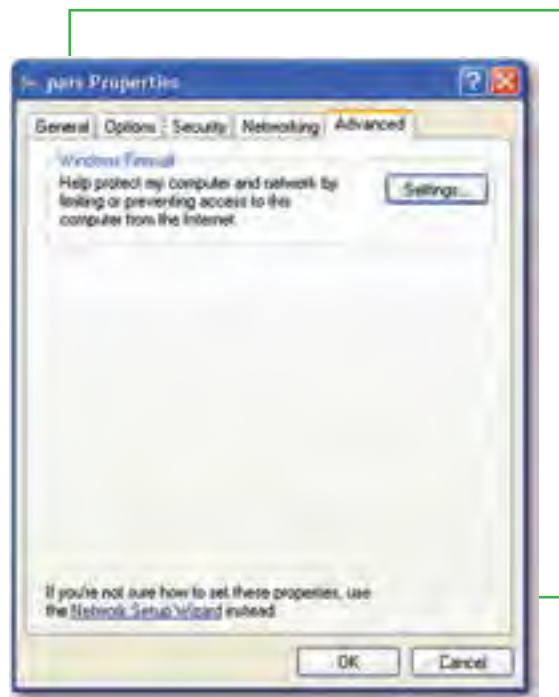 pars Properties
General Options Security Networking Advanced
Windows Firewall
Help protect my computer and network by
limiting or preventing access to this
computer from the Internet
Settings...
If you're not sure how to set these properties, use
the Network Setup Wizard instead.
OK Cancel